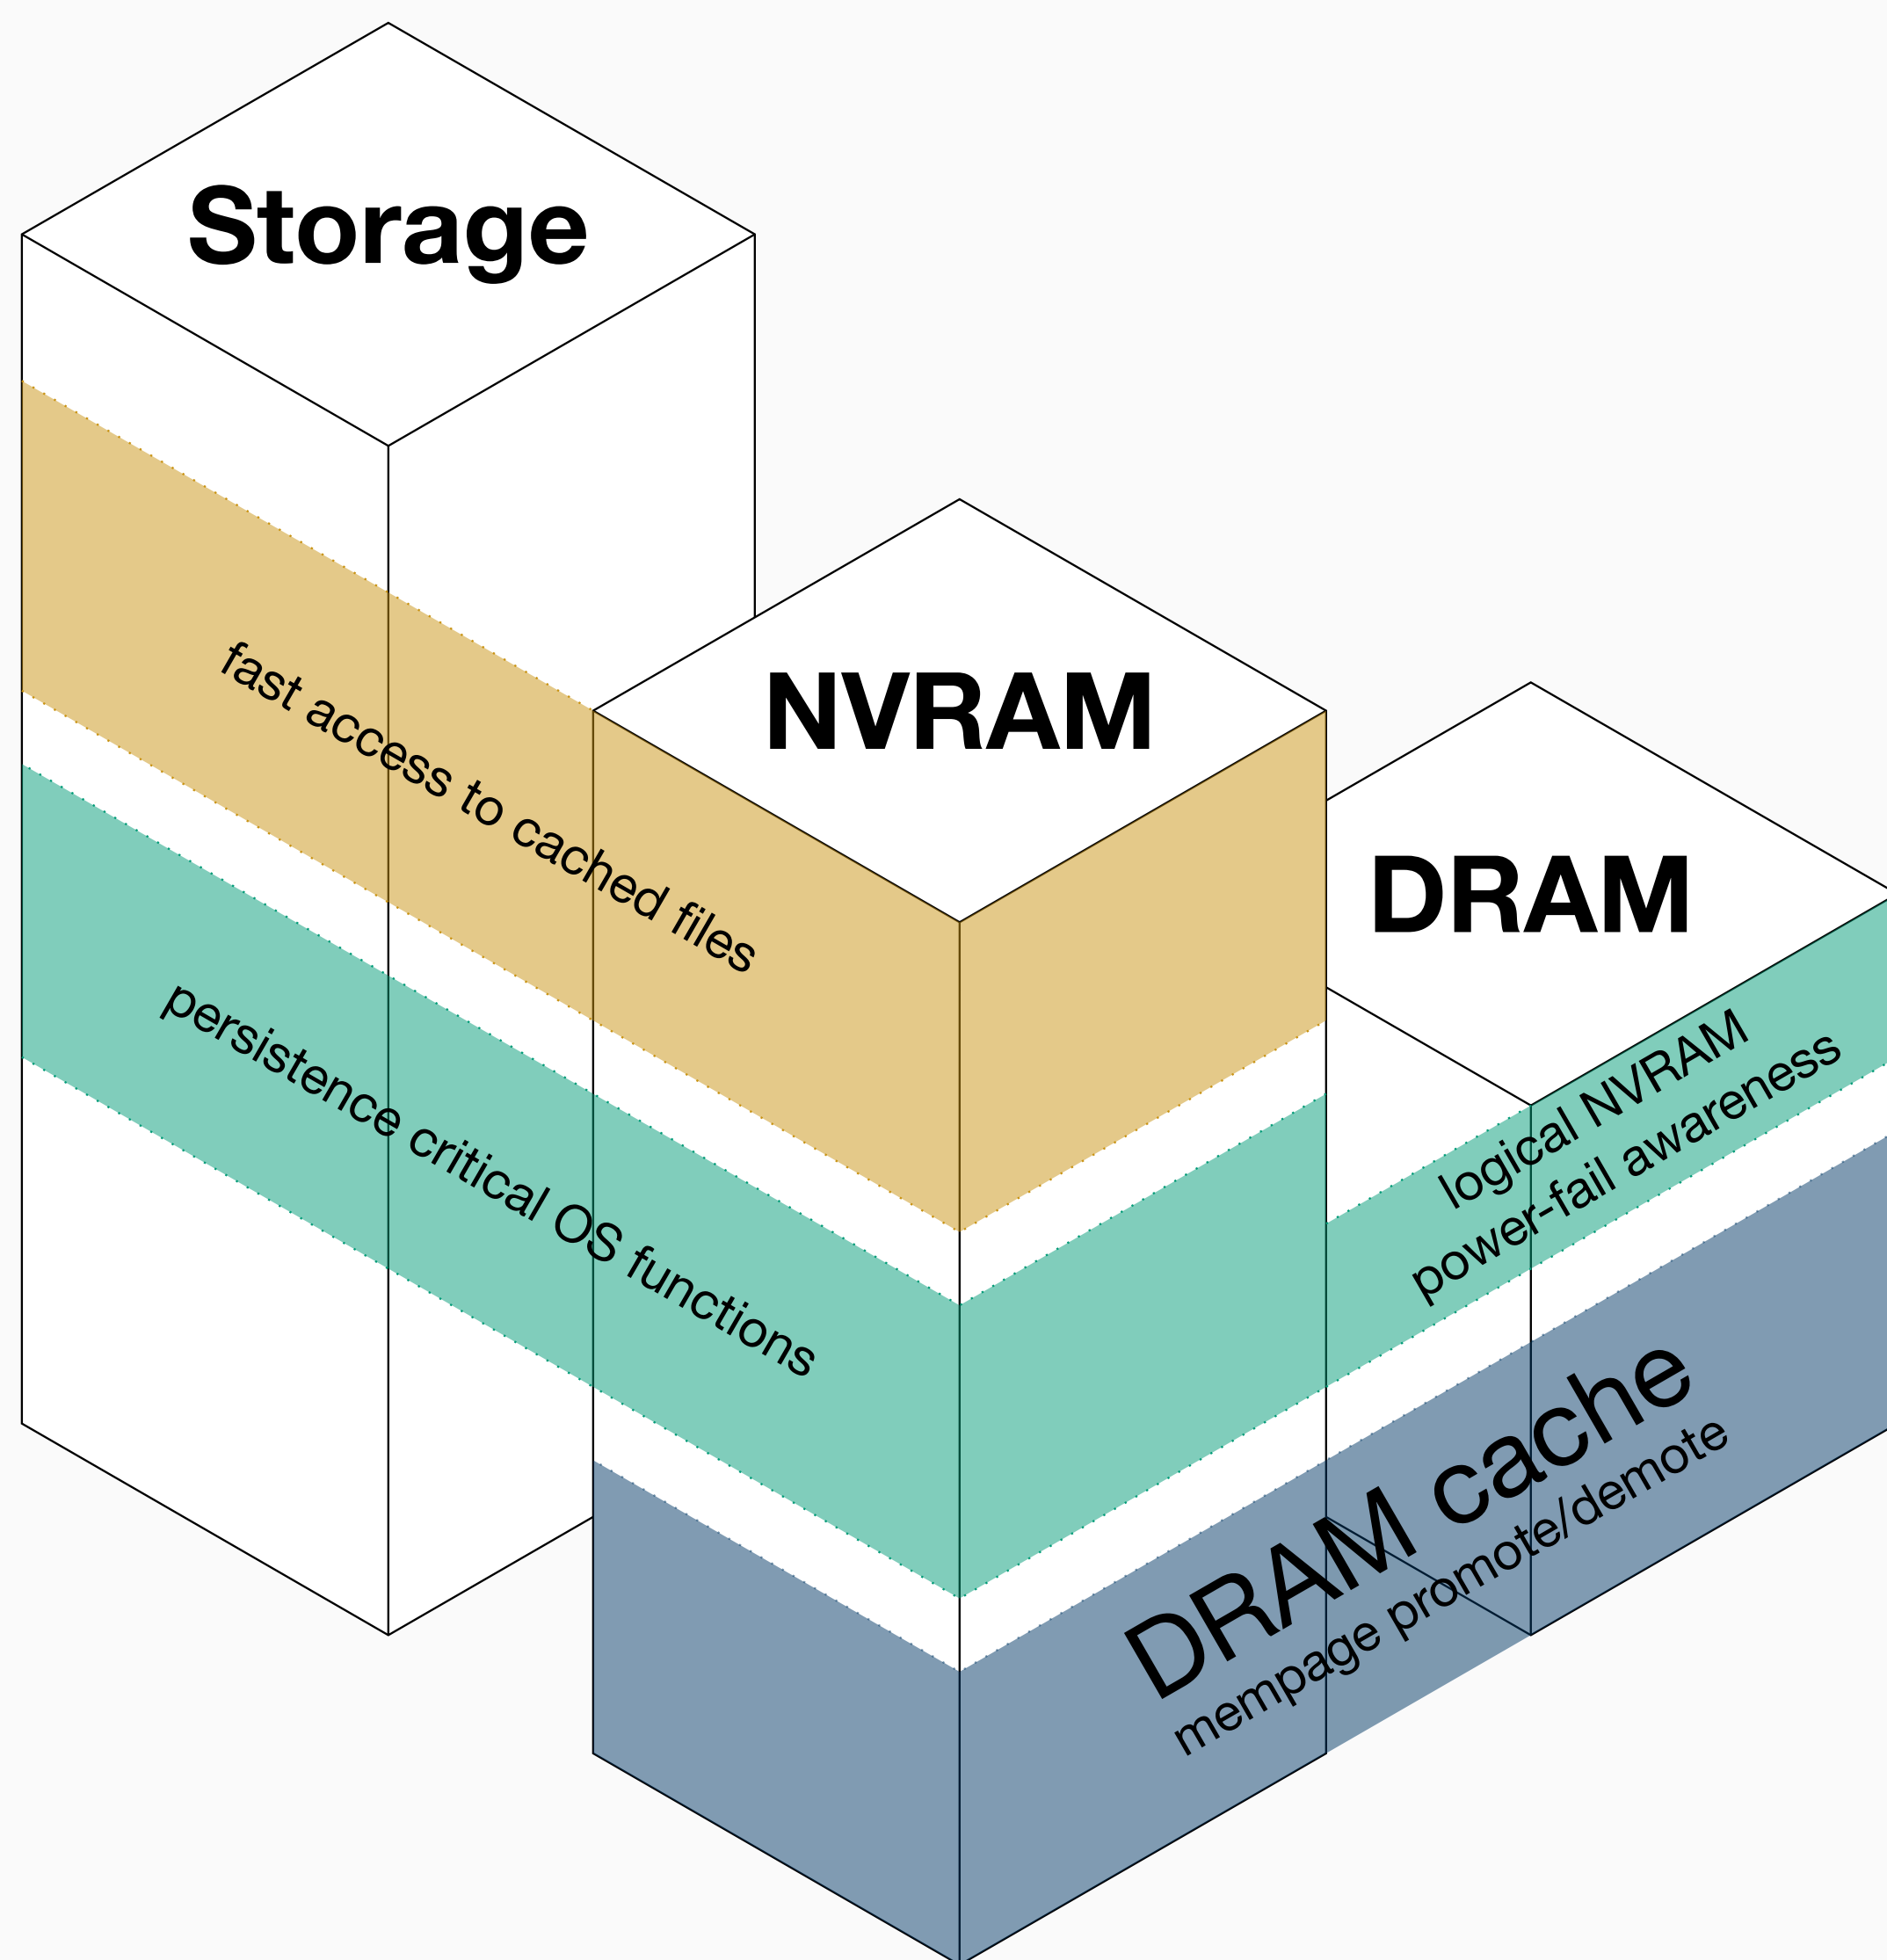 Storage
NVRAM
DRAM
fast access to cached files
persistence critical OS functions
logical NVRAM
power-fail awareness
DRAM cache
mempage promote/demote